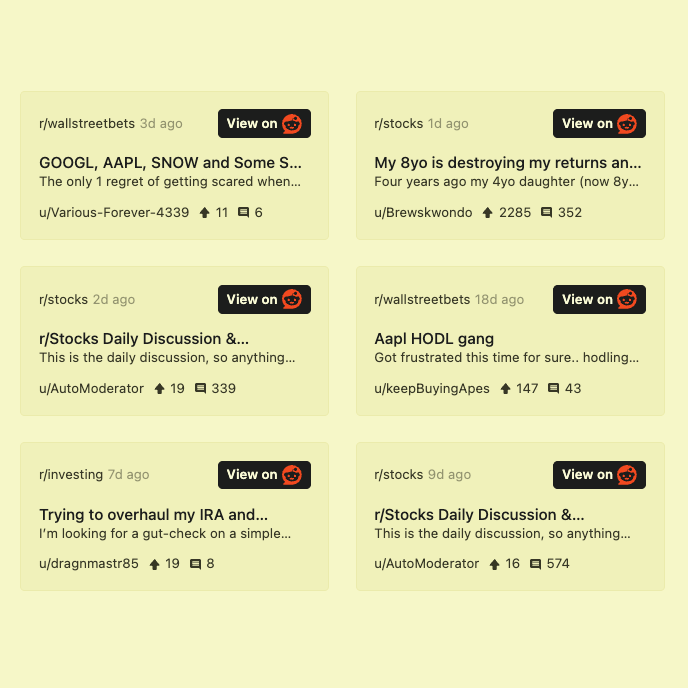 r/wallstreetbets 3d ago View on
GOOGL, AAPL, SNOW and Some S...
The only 1 regret of getting scared when...
u/Various-Forever-4339 11 6
r/stocks 1d ago View on
My 8yo is destroying my returns an...
Four years ago my 4yo daughter (now 8y...
u/Brewskwondo 2285 352
r/stocks 2d ago View on
r/Stocks Daily Discussion &...
This is the daily discussion, so anything...
u/AutoModerator 19 339
r/wallstreetbets 18d ago View on
Aapl HODL gang
Got frustrated this time for sure.. hodling...
u/keepBuyingApes 147 43
r/investing 7d ago View on
Trying to overhaul my IRA and...
I’m looking for a gut-check on a simple...
u/dragnmastr85 19 8
r/stocks 9d ago View on
r/Stocks Daily Discussion &...
This is the daily discussion, so anything...
u/AutoModerator 16 574